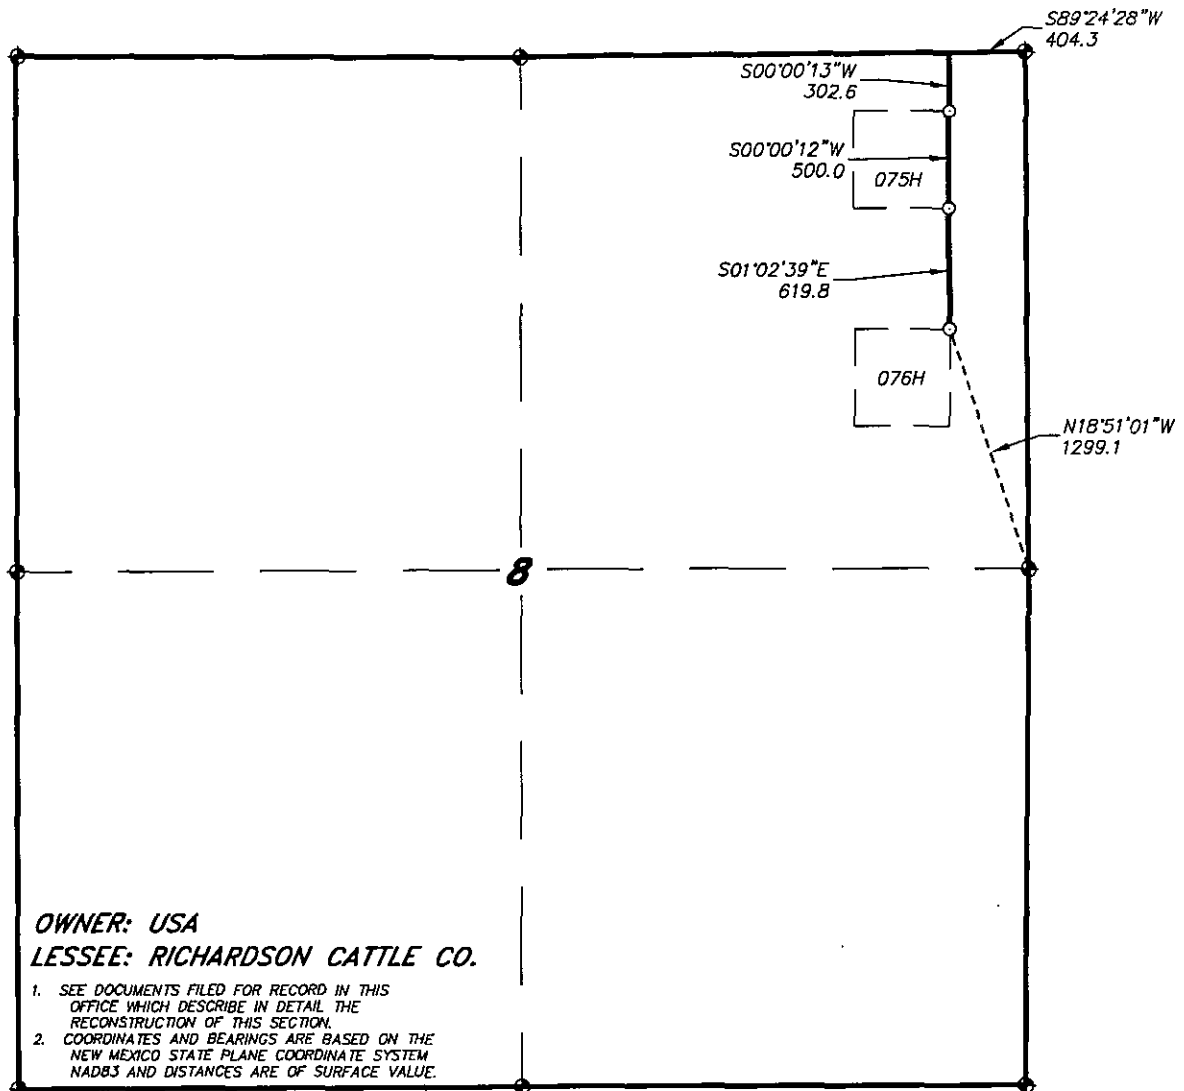 S89°24'28"W
404.3
S00°00'13"W
302.6
S00°00'12"W
500.0
075H
S01°02'39"E
619.8
076H
N18°51'01"W
1299.1
8
OWNER: USA
LESSEE: RICHARDSON CATTLE CO.
1. SEE DOCUMENTS FILED FOR RECORD IN THIS
OFFICE WHICH DESCRIBE IN DETAIL THE
RECONSTRUCTION OF THIS SECTION.
2. COORDINATES AND BEARINGS ARE BASED ON THE
NEW MEXICO STATE PLANE COORDINATE SYSTEM
NAD83 AND DISTANCES ARE OF SURFACE VALUE.